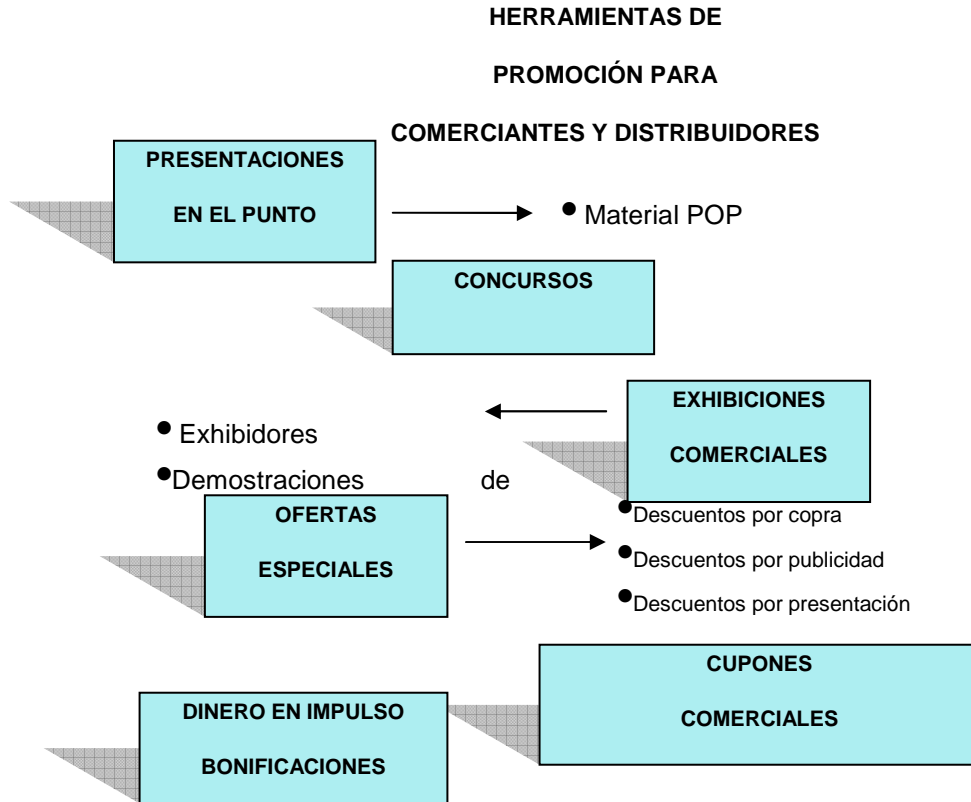 HERRAMIENTAS DE
PROMOCIÓN PARA
COMERCIANTES Y DISTRIBUIDORES
PRESENTACIONES
EN EL PUNTO
• Material POP
CONCURSOS
EXHIBICIONES
COMERCIALES
• Exhibidores
•Demostraciones de
OFERTAS
ESPECIALES
•Descuentos por copra
•Descuentos por publicidad
•Descuentos por presentación
CUPONES
COMERCIALES
DINERO EN IMPULSO
BONIFICACIONES